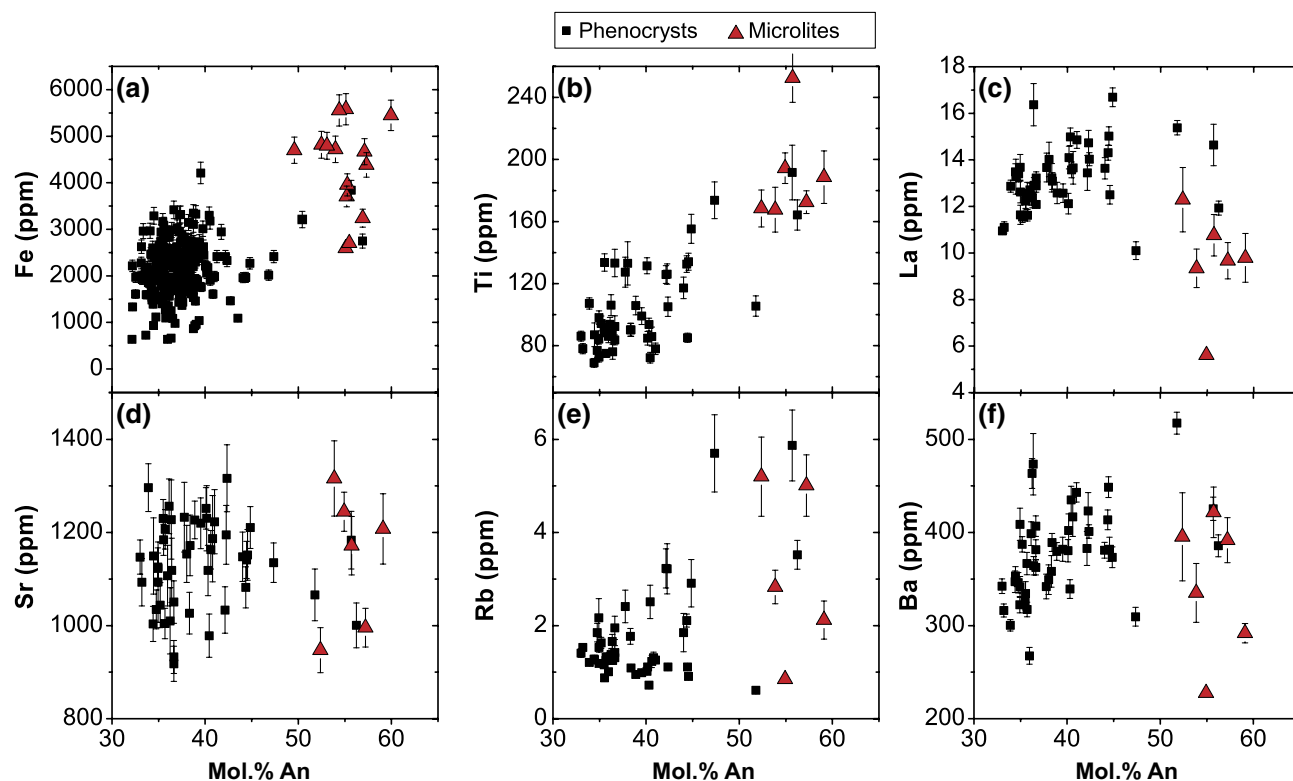 Phenocrysts Microlites
(a) (b) (c)
6000 5000 4000 3000 2000 1000 0
Fe (ppm)
240 200 160 120 80
Ti (ppm)
18 16 14 12 10 8 6 4
La (ppm)
(d) (e) (f)
1400 1200 1000 800
Sr (ppm)
6 4 2 0
Rb (ppm)
500 400 300 200
Ba (ppm)
30 40 50 60 30 40 50 60 30 40 50 60
Mol.% An Mol.% An Mol.% An